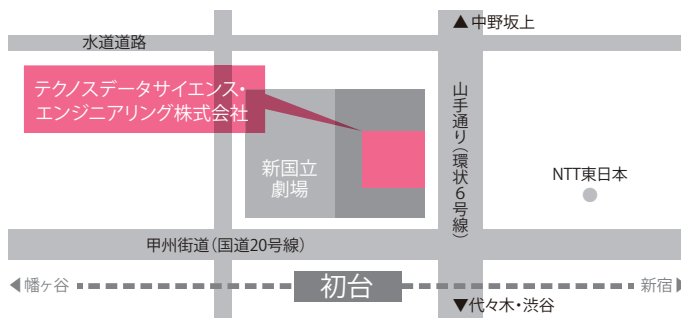 ▲中野坂上
水道道路
テクノスデータサイエンス・
エンジニアリング株式会社
山手通り（環状６号線）
新国立
劇場
NTT東日本
甲州街道（国道20号線）
◀幡ヶ谷
初台
新宿▶
▼代々木・渋谷